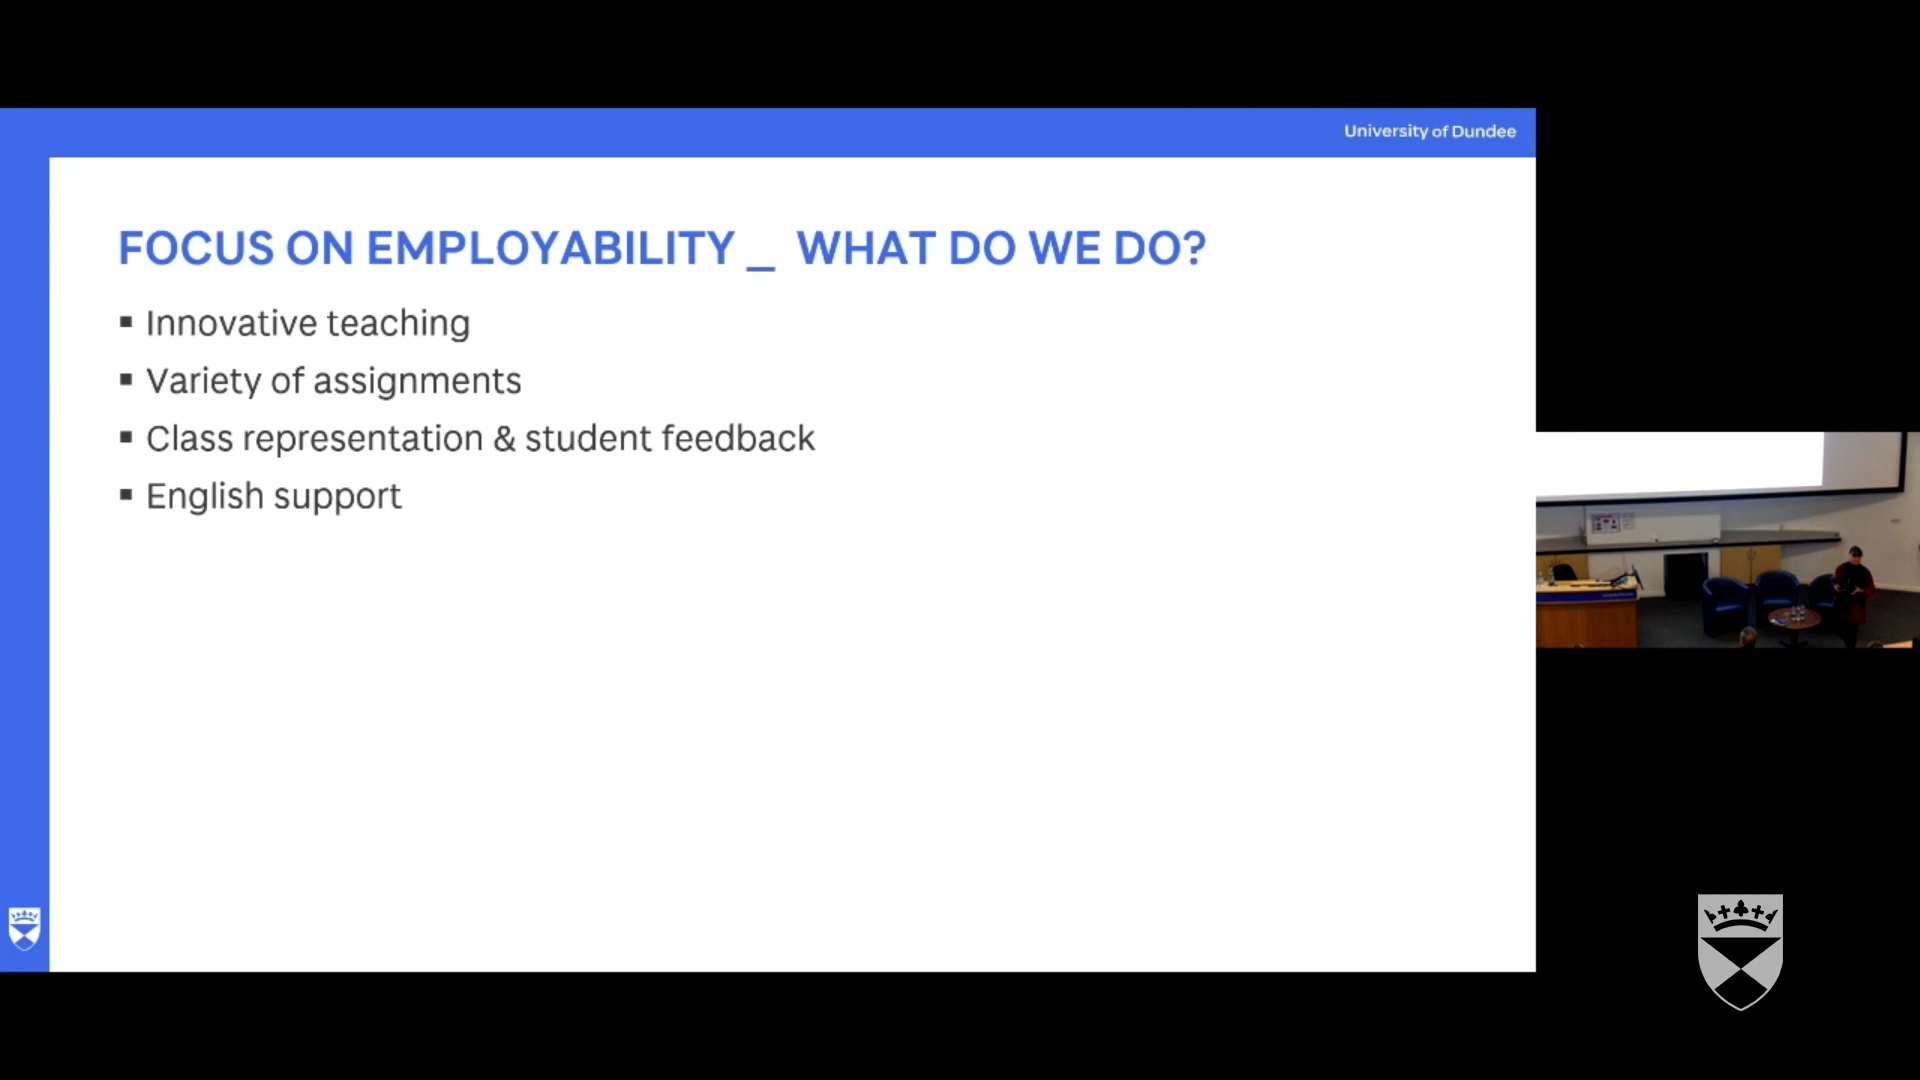 University of Dundee
FOCUS ON EMPLOYABILITY _ WHAT DO WE DO?
▪ Innovative teaching
▪ Variety of assignments
▪ Class representation & student feedback
▪ English support